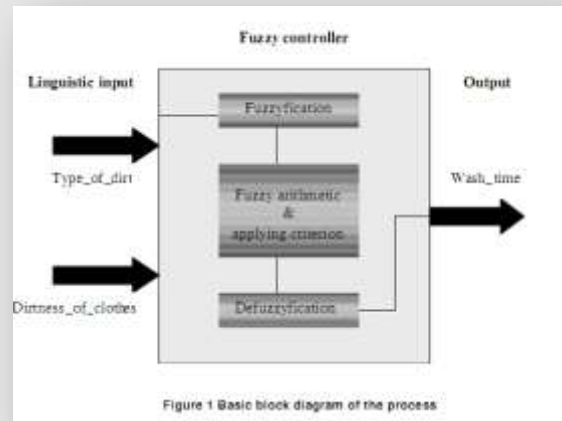 Fuzzy controller
Linguistic input
Output
Fuzzyfication
Type_of_dirt
Fuzzy arithmetic
&
applying criterion
Wash_time
Dirtness_of_clothes
Defuzzyfication
Figure 1 Basic block diagram of the process